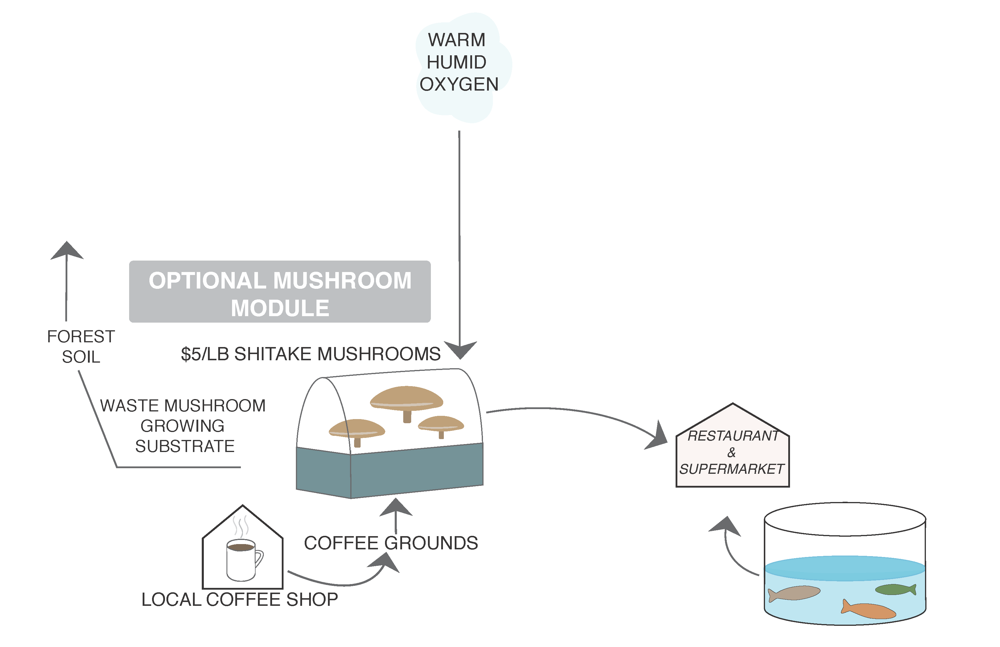 WARM
HUMID
OXYGEN
OPTIONAL MUSHROOM
MODULE
FOREST
SOIL
$5/LB SHITAKE MUSHROOMS
WASTE MUSHROOM
GROWING
SUBSTRATE
RESTAURANT
&
SUPERMARKET
COFFEE GROUNDS
LOCAL COFFEE SHOP